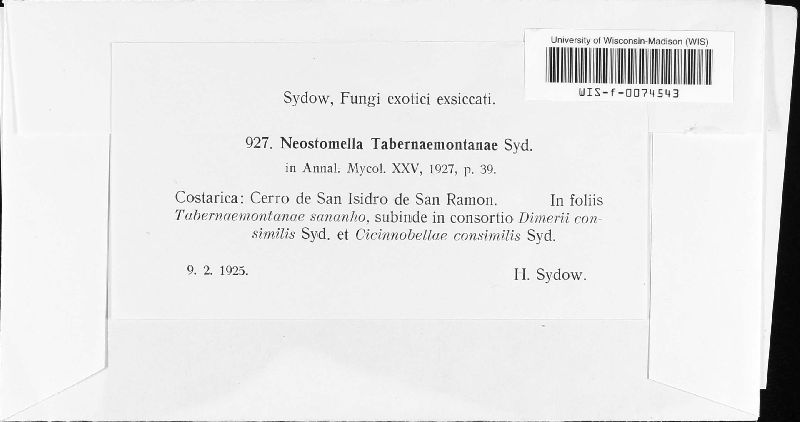 University of Wisconsin-Madison (WIS)
WIS-f-0074543
Sydow, Fungi exotici exsiccati.
927. Neostomella Tabernaemontanae Syd.
in Annal. Mycol. XXV, 1927, p. 39.
Costarica: Cerro de San Isidro de San Ramon. In foliis
Tabernaemontanae sananho, subinde in consortio Dimerii con-
similis Syd. et Cicinnobellae consimilis Syd.
9. 2. 1925. H. Sydow.